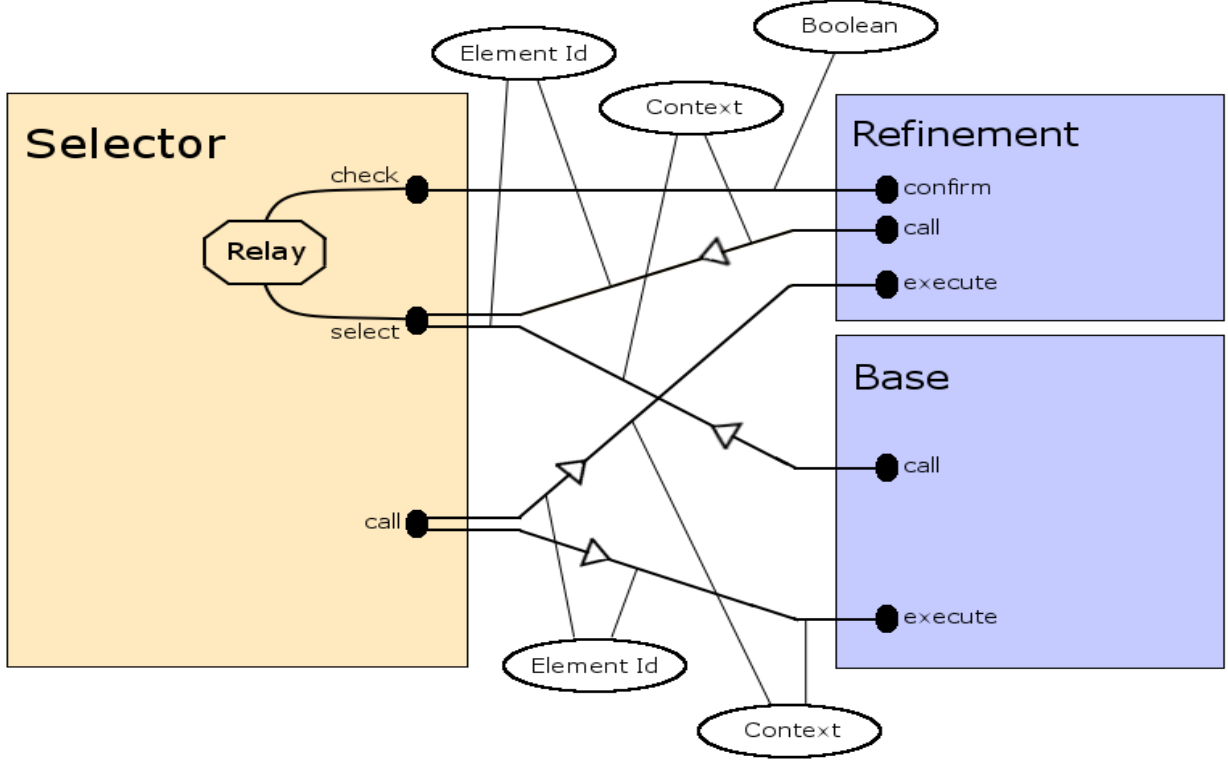 Boolean
Element Id
Context
Selector
Refinement
check
confirm
call
Relay
execute
select
Base
call
call
execute
Element Id
Context